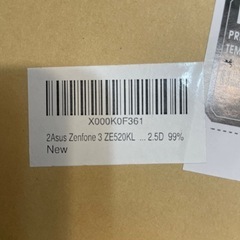 X000K0F361
2Asus Zenfone 3 ZE520KL ... 2.5D 99%
New